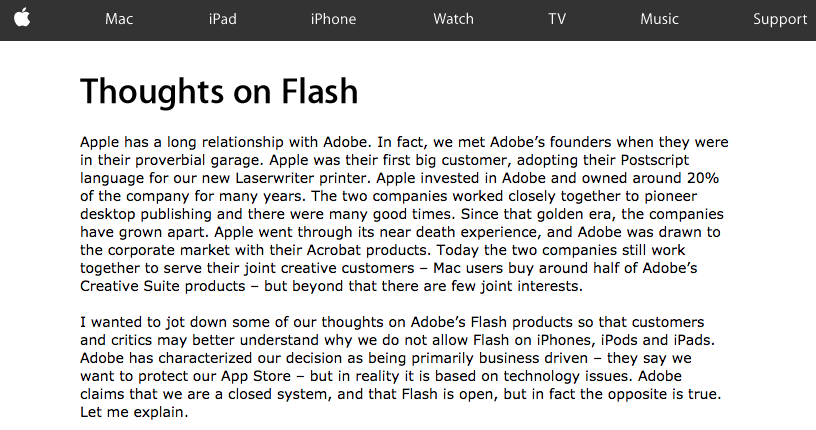 Mac iPad iPhone Watch TV Music Support
Thoughts on Flash
Apple has a long relationship with Adobe. In fact, we met Adobe’s founders when they were
in their proverbial garage. Apple was their first big customer, adopting their Postscript
language for our new Laserwriter printer. Apple invested in Adobe and owned around 20%
of the company for many years. The two companies worked closely together to pioneer
desktop publishing and there were many good times. Since that golden era, the companies
have grown apart. Apple went through its near death experience, and Adobe was drawn to
the corporate market with their Acrobat products. Today the two companies still work
together to serve their joint creative customers – Mac users buy around half of Adobe’s
Creative Suite products – but beyond that there are few joint interests.
I wanted to jot down some of our thoughts on Adobe’s Flash products so that customers
and critics may better understand why we do not allow Flash on iPhones, iPods and iPads.
Adobe has characterized our decision as being primarily business driven – they say we
want to protect our App Store – but in reality it is based on technology issues. Adobe
claims that we are a closed system, and that Flash is open, but in fact the opposite is true.
Let me explain.